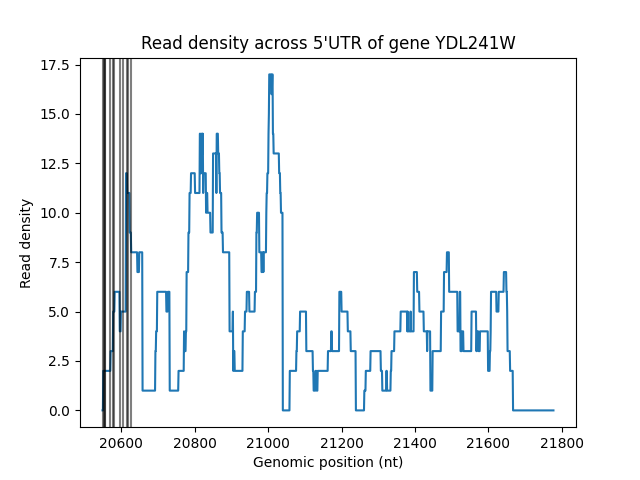 Read density across 5'UTR of gene YDL241W
17.5
15.0
12.5
10.0
7.5
5.0
2.5
0.0
Read density
20600 20800 21000 21200 21400 21600 21800
Genomic position (nt)